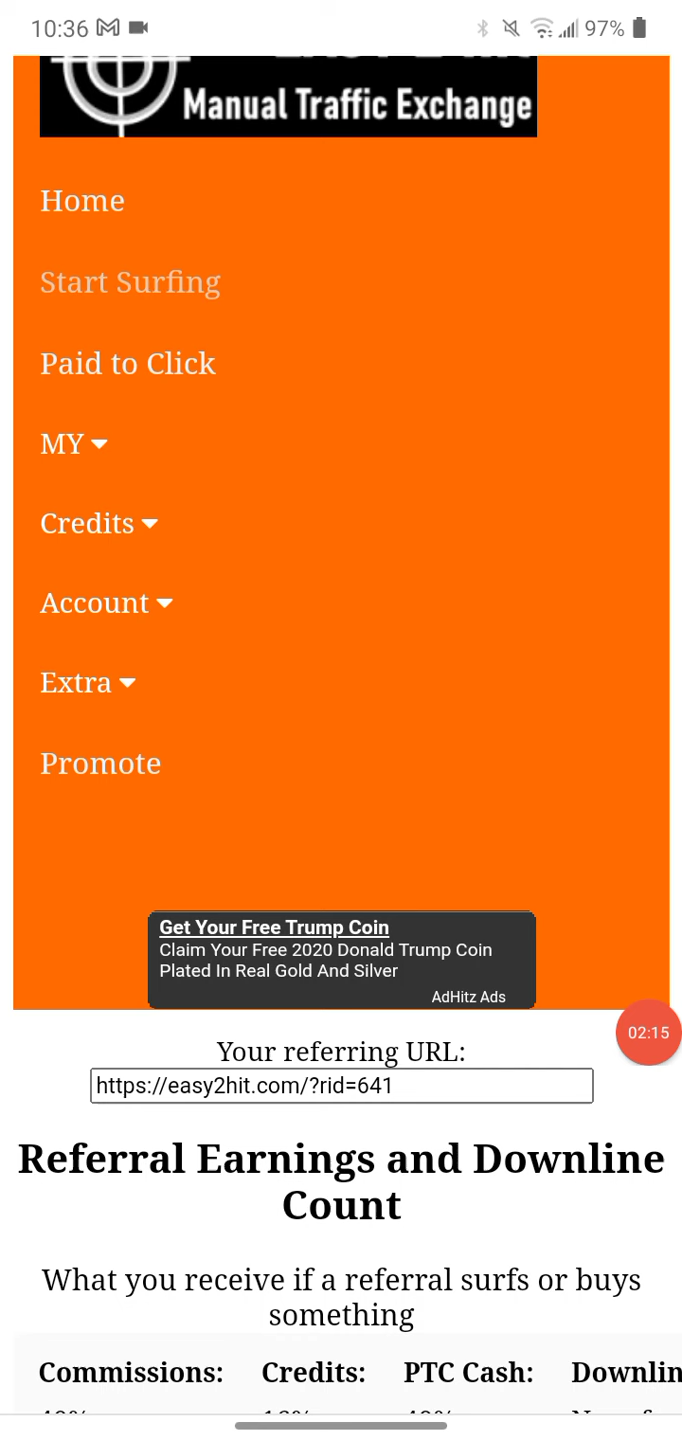 10:36 97%
Manual Traffic Exchange
Home
Start Surfing
Paid to Click
MY
Credits
Account
Extra
Promote
Get Your Free Trump Coin
Claim Your Free 2020 Donald Trump Coin
Plated In Real Gold And Silver
AdHitz Ads
02:15
Your referring URL:
https://easy2hit.com/?rid=641
Referral Earnings and Downline
Count
What you receive if a referral surfs or buys
something
Commissions: Credits: PTC Cash: Downlin